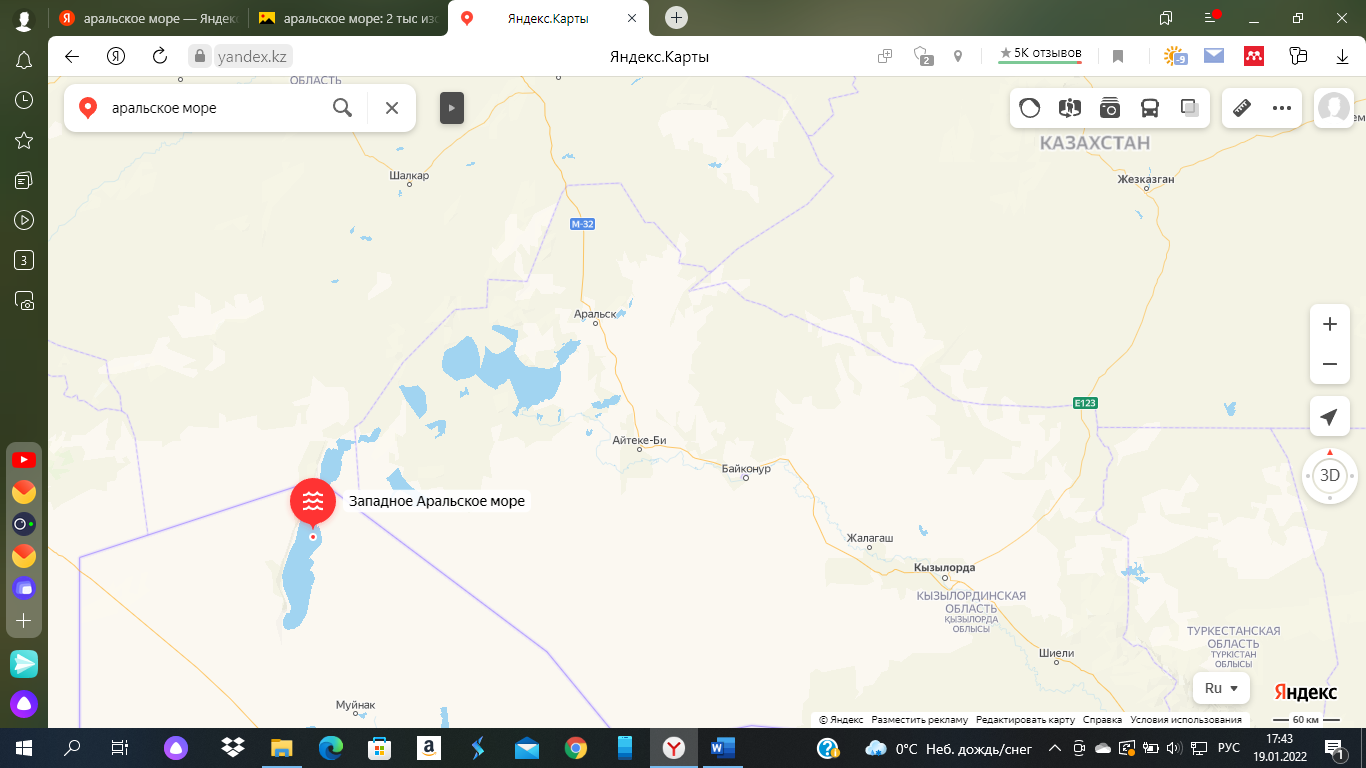 аральское море — Яндекс
аральское море: 2 тыс изо
Яндекс.Карты
yandex.kz
Яндекс.Карты
2
5К отзывов
-9
ОБЛАСТЬ
аральское море
КАЗАХСТАН
Шалкар
Жезказган
М-32
3
Аральск
E123
Айтеке-Би
Байконур
3D
Западное Аральское море
Жалагаш
Кызылорда
КЫЗЫЛОРДИНСКАЯ
ОБЛАСТЬ
ҚЫЗЫЛОРДА
ОБЛЫСЫ
ТУРКЕСТАНСКАЯ
ОБЛАСТЬ
ТҮРКІСТАН
ОБЛЫСЫ
Шиели
Ru
Яндекс
Муйнак
© Яндекс Разместить рекламу Редактировать карту Справка Условия использования
60 км
0°C Неб. дождь/снег
РУС
17:43
19.01.2022
1